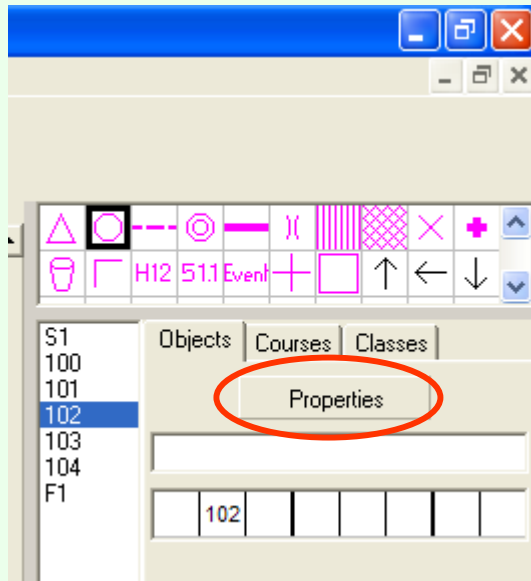 H12 51.1 Event
S1
100
101
102
103
104
F1
Objects Courses Classes
Properties
102